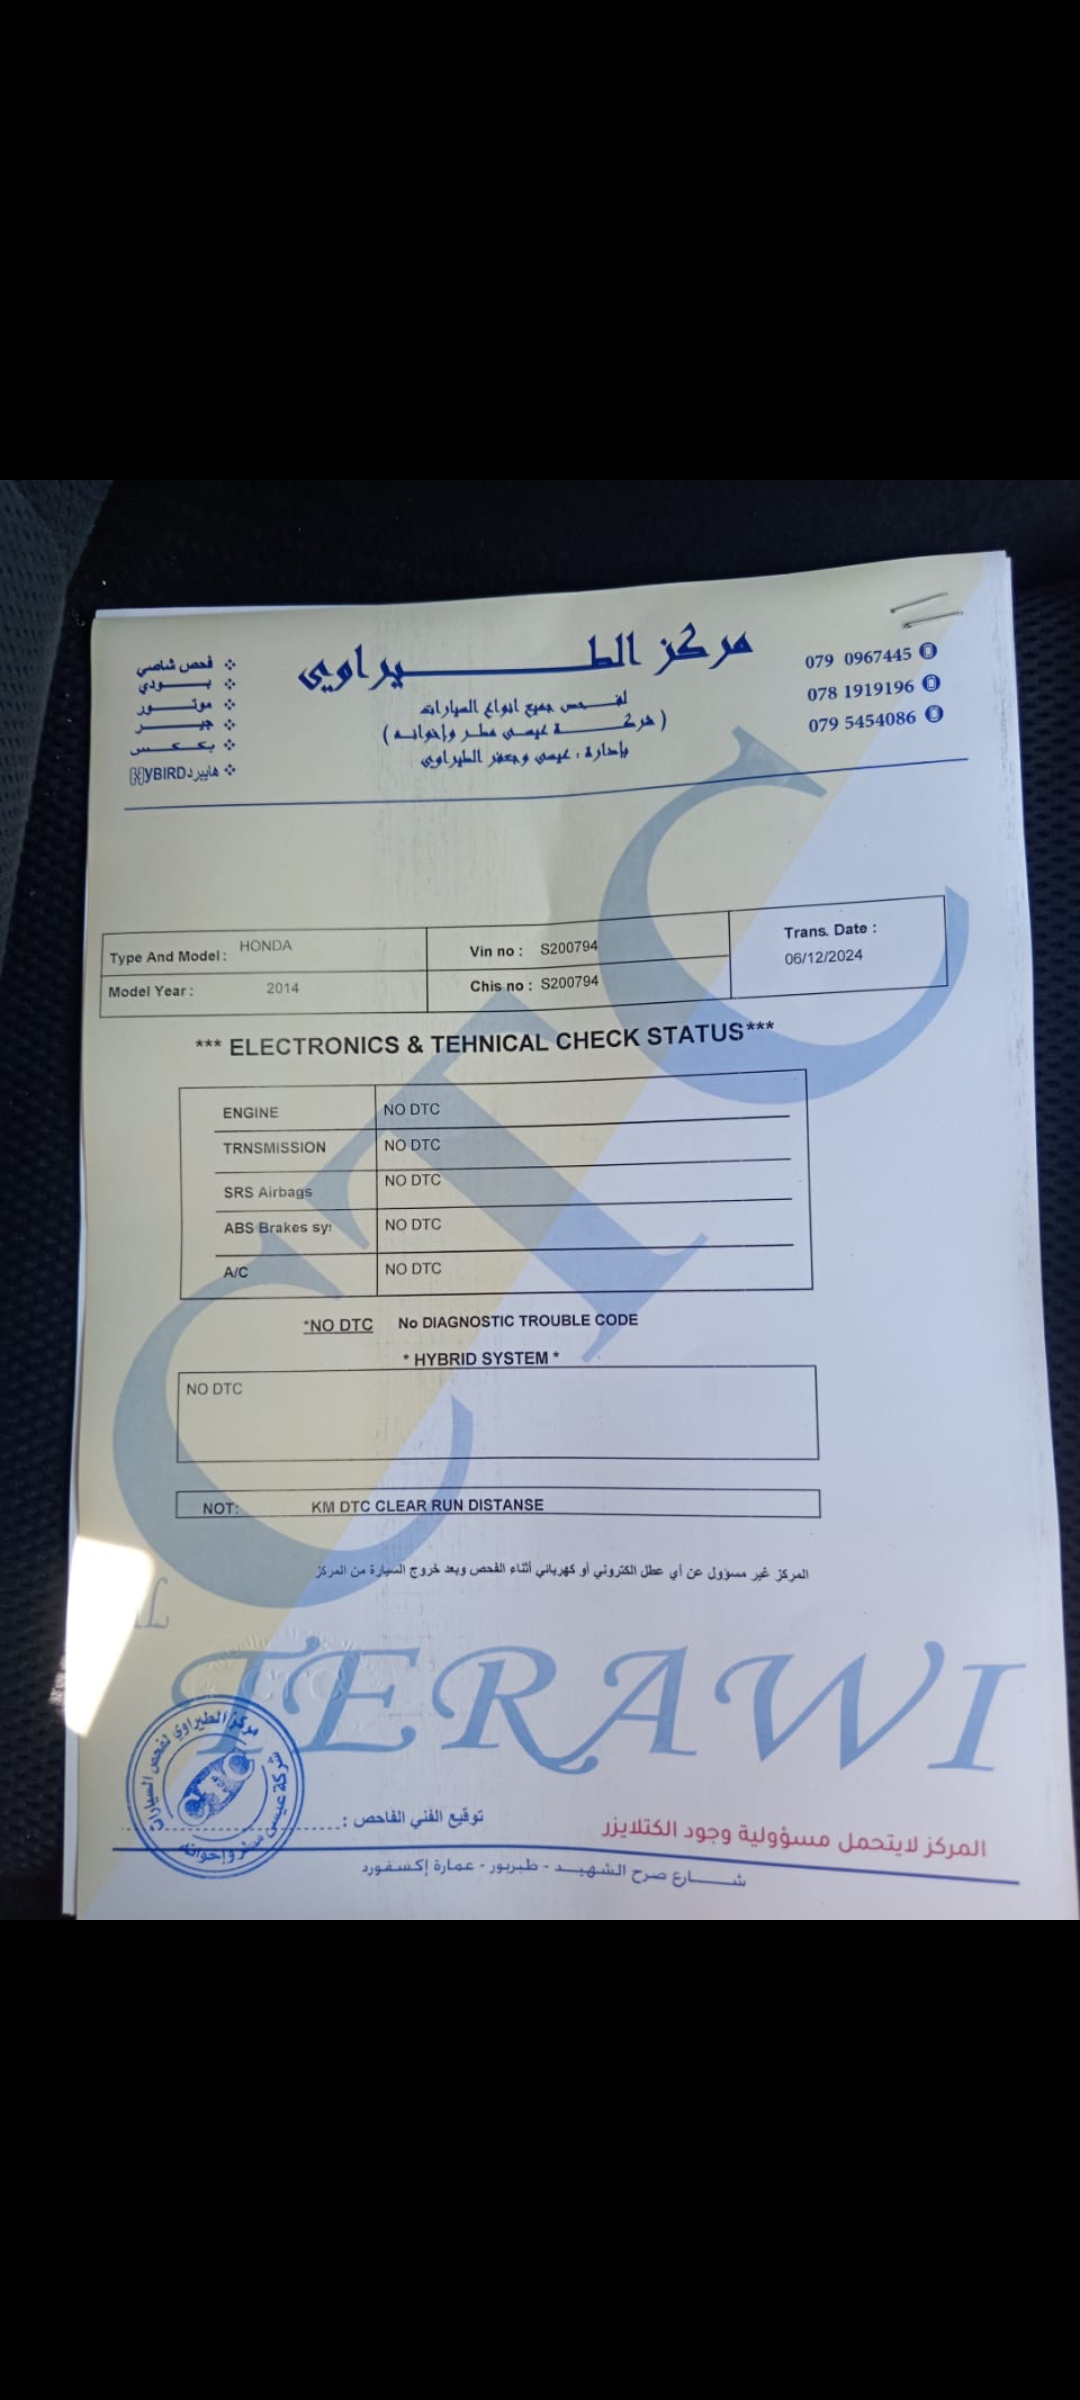 مركز الطيراوي
لفحص جميع انواع السيارات
( شركة عيسى مطر وإخوانه )
بإدارة : عيسى وجعفر الطيراوي
079 0967445
078 1919196
079 5454086
فحص شاصي
بودي
موتور
جير
بكس
هايبرد HYBIRD
Type And Model : HONDA
Vin no : S200794
Trans. Date :
06/12/2024
Model Year : 2014
Chis no : S200794
*** ELECTRONICS & TEHNICAL CHECK STATUS***
ENGINE NO DTC
TRNSMISSION NO DTC
SRS Airbags NO DTC
ABS Brakes sy: NO DTC
A/C NO DTC
*NO DTC No DIAGNOSTIC TROUBLE CODE
* HYBRID SYSTEM *
NO DTC
NOT: KM DTC CLEAR RUN DISTANSE
المركز غير مسؤول عن أي عطل الكتروني أو كهربائي أثناء الفحص وبعد خروج السيارة من المركز
CTC
TERAWI
مركز الطيراوي لفحص السيارات
شركة عيسى مطر وإخوانه
توقيع الفني الفاحص :
المركز لايتحمل مسؤولية وجود الكتلايزر
شارع صرح الشهيد - طبربور - عمارة إكسفورد